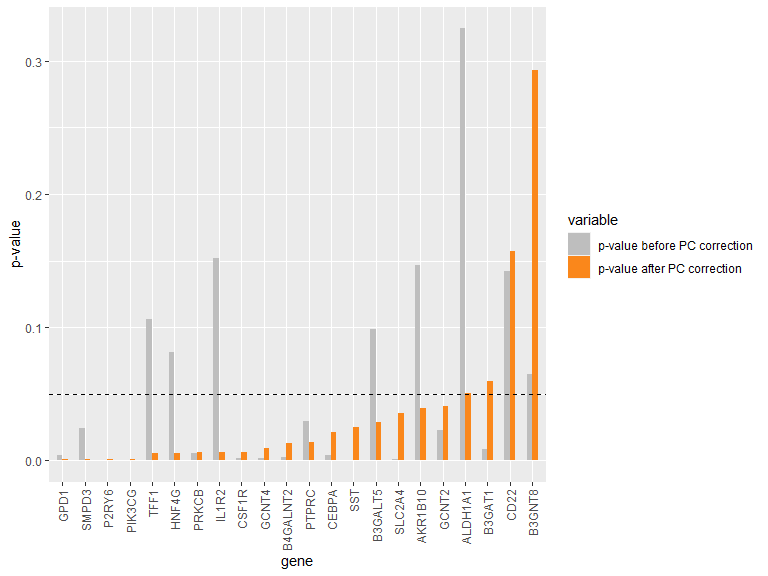 p-value
0.3
0.2
0.1
0.0
GPD1
SMPD3
P2RY6
PIK3CG
TFF1
HNF4G
PRKCB
IL1R2
CSF1R
GCNT4
B4GALNT2
PTPRC
CEBPA
SST
B3GALT5
SLC2A4
AKR1B10
GCNT2
ALDH1A1
B3GAT1
CD22
B3GNT8
gene
variable
p-value before PC correction
p-value after PC correction